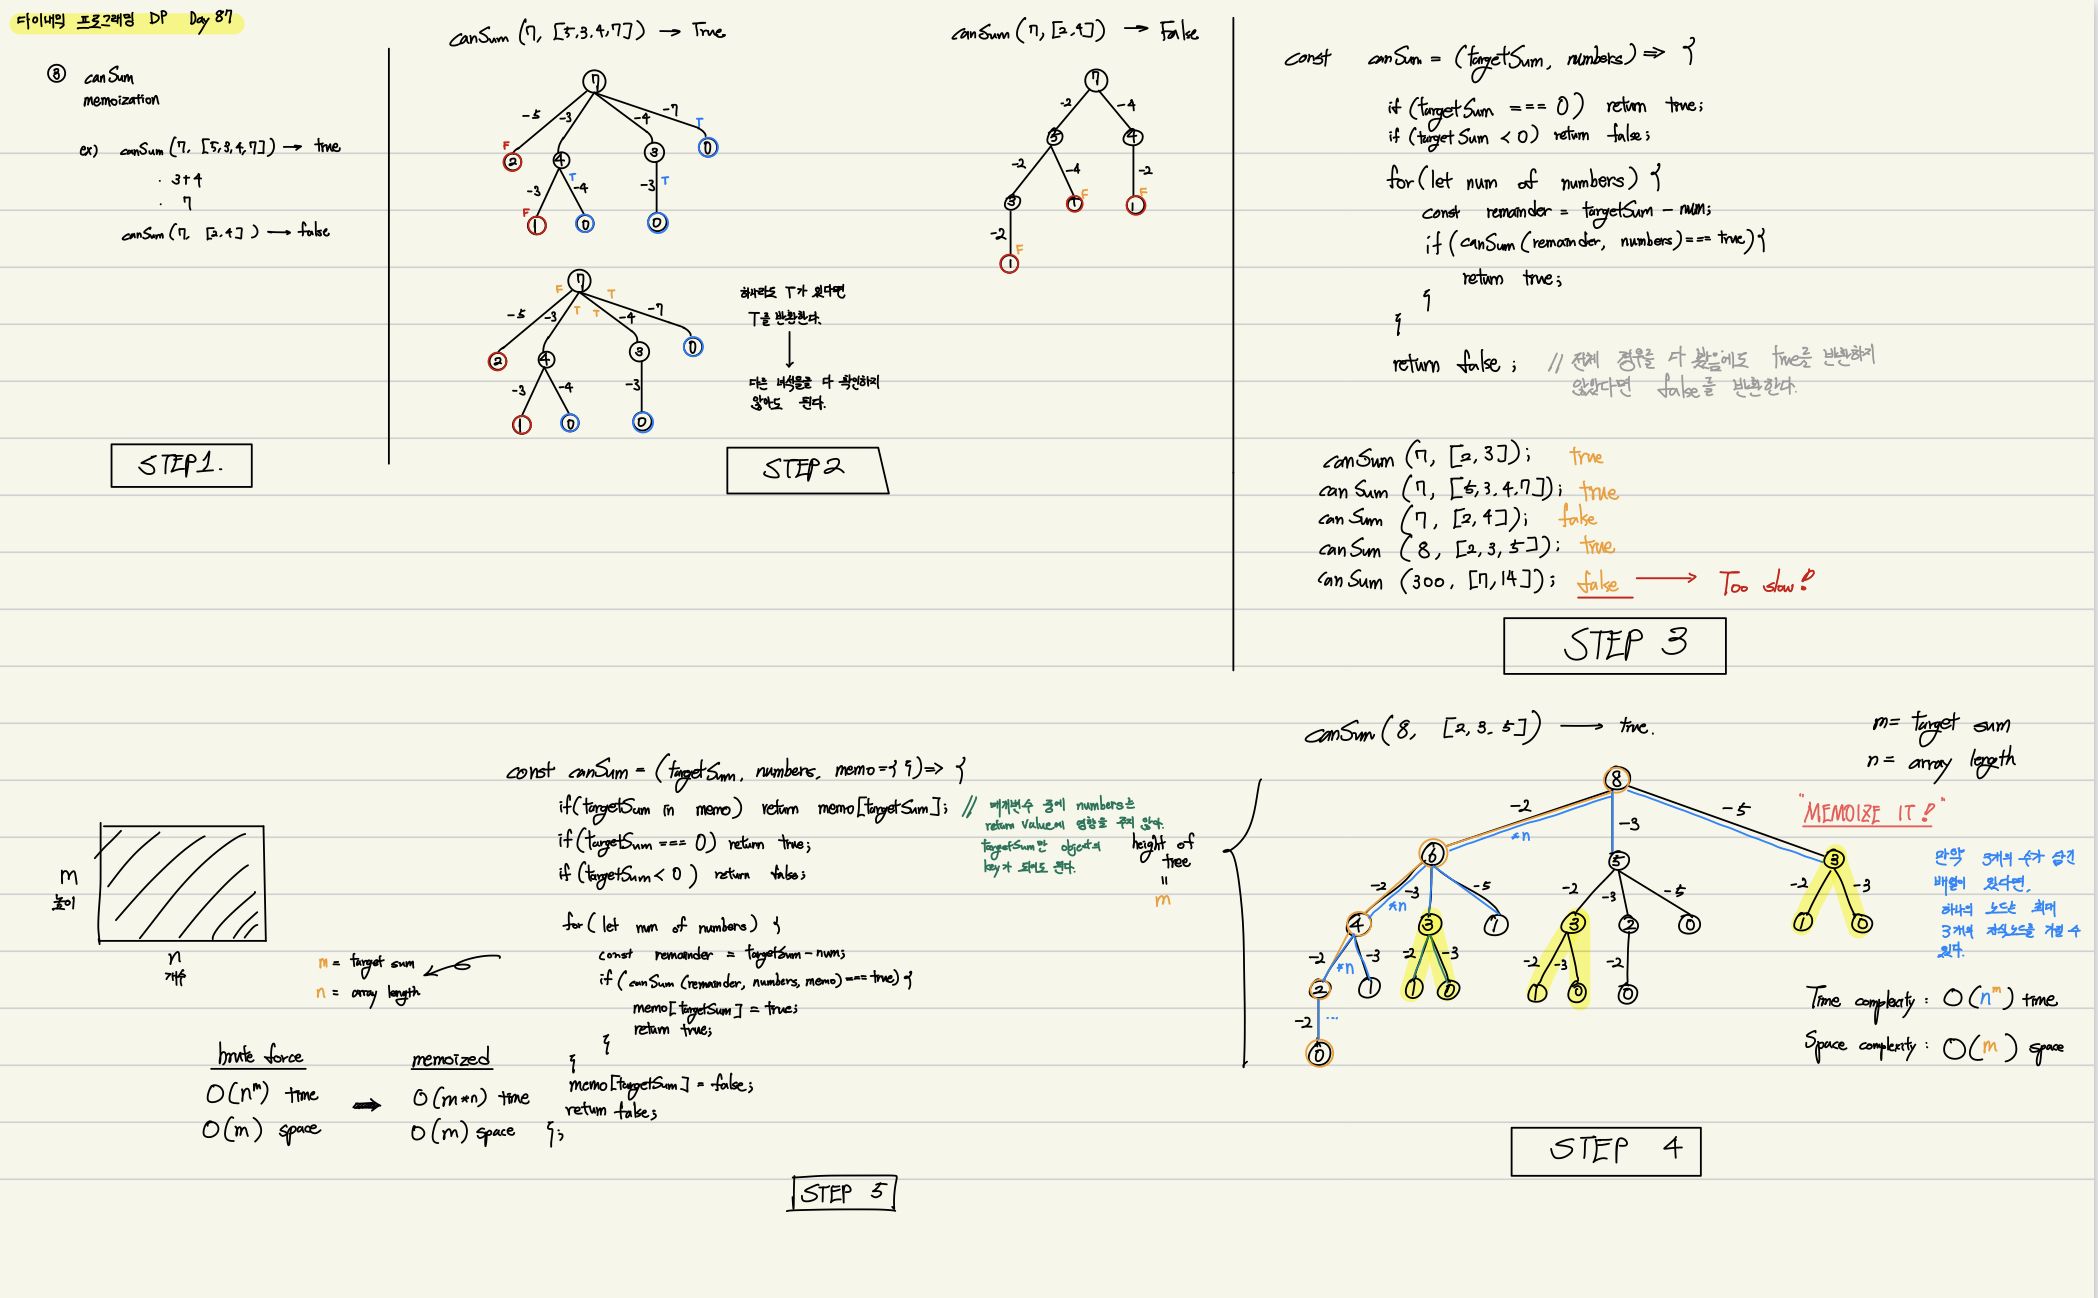 다이내믹 프로그래밍 DP Day 87
⑧ canSum
memoization
ex) canSum (7, [5,3,4,7]) → true
· 3+4
· 7
canSum (7, [2,4]) → false
STEP1.
canSum (7, [5,3,4,7]) → True
7
-5 -3 -4 -7
F T
2 4 3 0
-3 T -4 -3 T
F
1 0 0
7
F T T T
-5 -3 -4 -7
2 4 3 0
-3 -4 -3
1 0 0
하나라도 T가 있다면
T를 반환한다.
↓
다른 녀석들을 다 확인하지
않아도 된다.
canSum (7, [2,4]) → False
7
-2 -4
5 4
-2 -4 -2
F F
3 1 1
-2
F
1
STEP2
const canSum = (targetSum, numbers) => {
if (targetSum === 0) return true;
if (targetSum < 0) return false;
for (let num of numbers) {
const remainder = targetSum - num;
if (canSum (remainder, numbers) === true) {
return true;
}
}
return false; // 전체 경우를 다 봤음에도 true를 반환하지
않았다면 false를 반환한다.
canSum (7, [2,3]); true
canSum (7, [5,3,4,7]); true
canSum (7, [2,4]); false
canSum (8, [2,3,5]); true
canSum (300, [7,14]); false → Too slow!
STEP 3
canSum (8, [2,3,5]) → true.
m = target sum
n = array length
8
-2 -3 -5
*n
"MEMOIZE IT!"
6 5 3
-2 -3 -5 -2 -3 -5 -2 -3
*n
4 3 1 3 2 0 1 0
-2 -3 -2 -3 -2 -3 -2
*n
2 1 1 0 1 0 0
-2 ...
0
height of
tree
=
m
만약 3개의 수가 담긴
배열이 있다면,
하나의 노드는 최대
3개의 자식노드를 가질 수
있다.
Time complexity : O(n^m) time
Space complexity : O(m) space
STEP 4
const canSum = (targetSum, numbers, memo={}) => {
if (targetSum in memo) return memo[targetSum]; // 매개변수 중에 numbers는
return value에 영향을 주지 않다.
targetSum만 object의
key가 되어도 된다.
if (targetSum === 0) return true;
if (targetSum < 0) return false;
for (let num of numbers) {
const remainder = targetSum - num;
if (canSum (remainder, numbers, memo) === true) {
memo[targetSum] = true;
return true;
}
}
memo[targetSum] = false;
return false;
};
m
높이
n
개수
m = target sum
n = array length
brute force
O(n^m) time
O(m) space
⇒
memoized
O(m*n) time
O(m) space
STEP 5